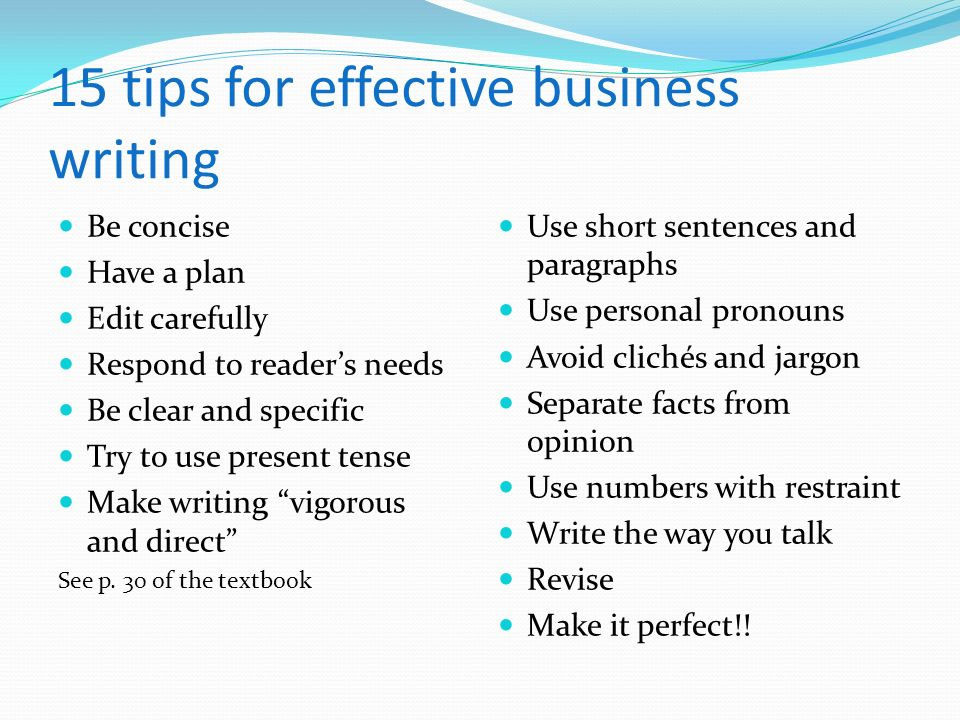 15 tips for effective business
writing
Be concise
Have a plan
Edit carefully
Respond to reader’s needs
Be clear and specific
Try to use present tense
Make writing “vigorous
and direct”
See p. 30 of the textbook
Use short sentences and
paragraphs
Use personal pronouns
Avoid clichés and jargon
Separate facts from
opinion
Use numbers with restraint
Write the way you talk
Revise
Make it perfect!!